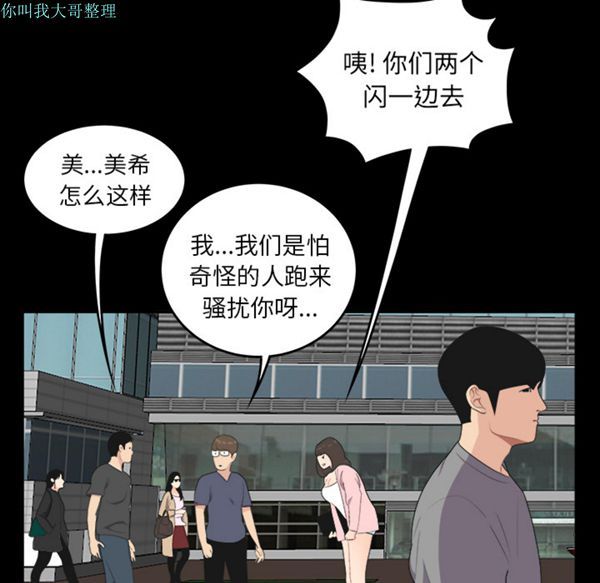 你叫我大哥整理
咦! 你们两个
闪一边去
美...美希
怎么这样
我...我们是怕
奇怪的人跑来
骚扰你呀...